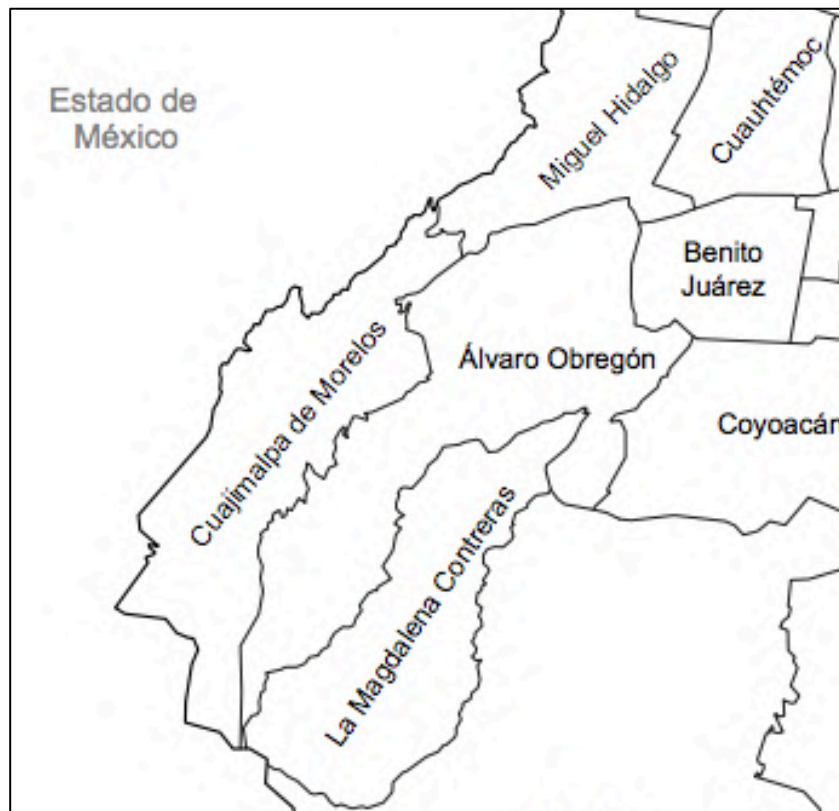 Estado de
México
Miguel Hidalgo
Cuauhtémoc
Benito
Juárez
Cuajimalpa de Morelos
Álvaro Obregón
Coyoacán
La Magdalena Contreras